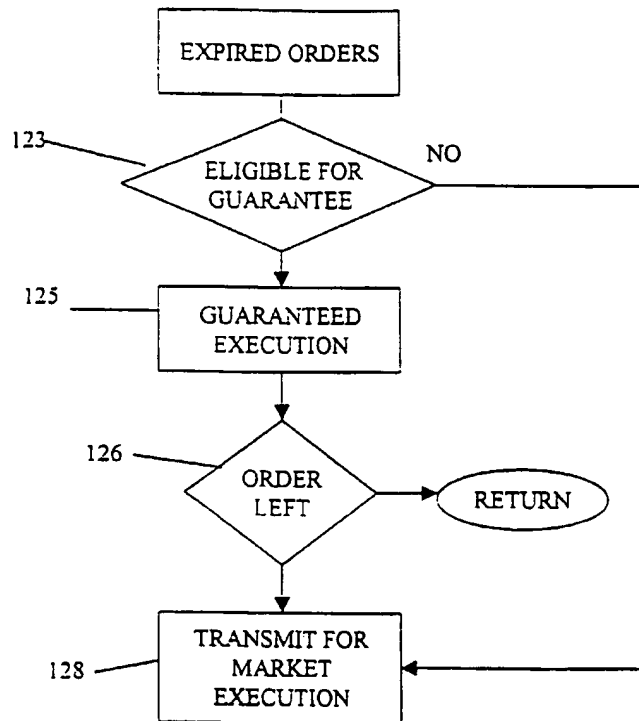 EXPIRED ORDERS
123
NO
ELIGIBLE FOR
GUARANTEE
125
GUARANTEED
EXECUTION
126
ORDER
LEFT
RETURN
TRANSMIT FOR
MARKET
EXECUTION
128